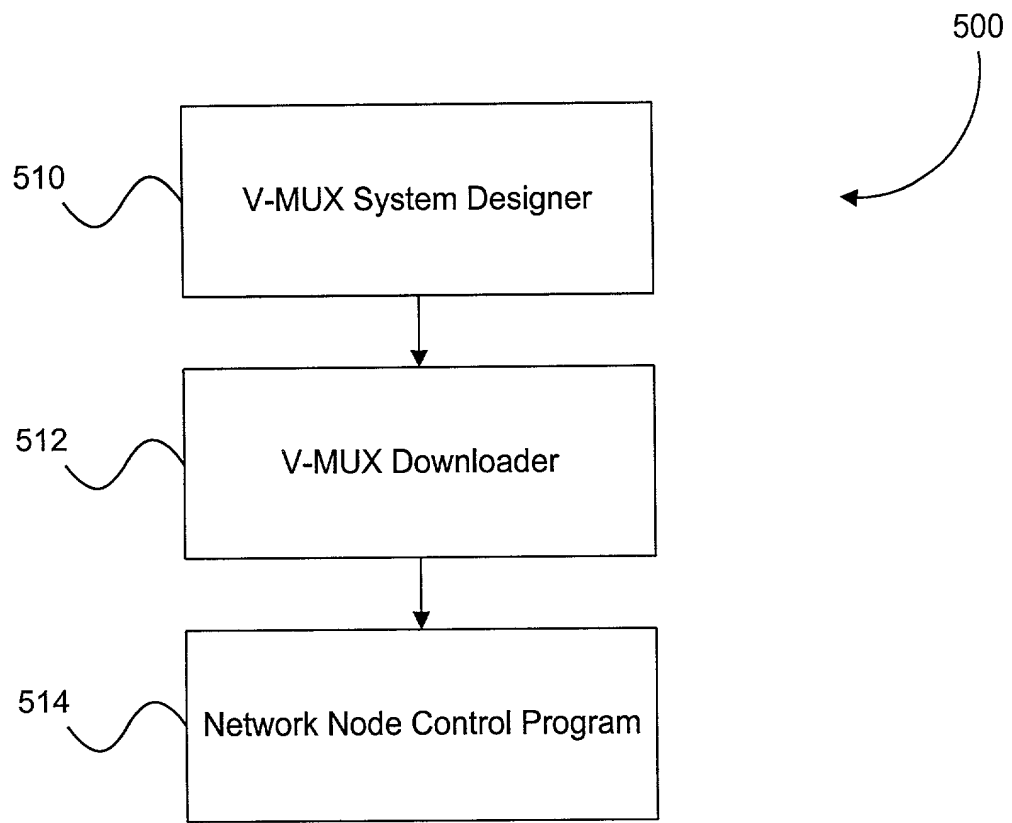 500
510
V-MUX System Designer
512
V-MUX Downloader
514
Network Node Control Program